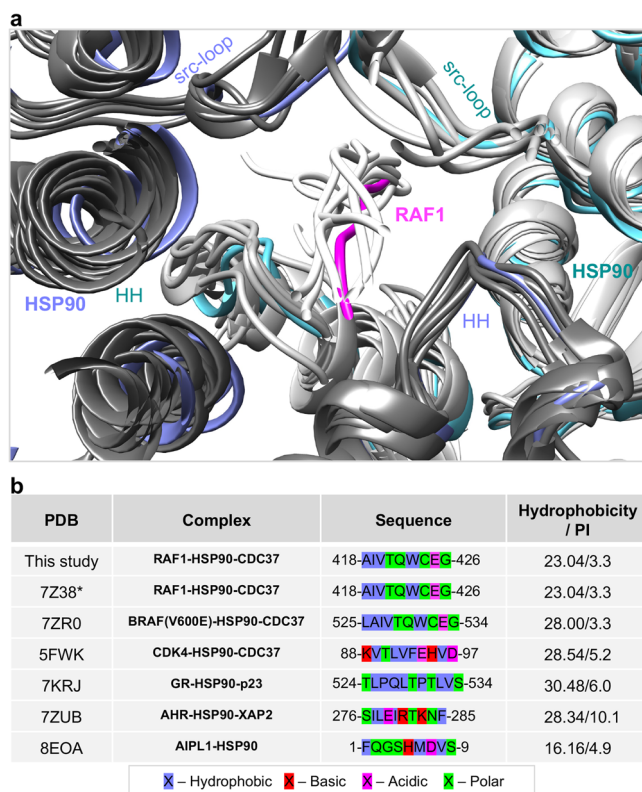 a
src-loop
src-loop
RAF1
HSP90
HSP90
HH
HH
b
PDB Complex Sequence Hydrophobicity / PI
This study RAF1-HSP90-CDC37 418-AIVTQWCEG-426 23.04/3.3
7Z38* RAF1-HSP90-CDC37 418-AIVTQWCEG-426 23.04/3.3
7ZR0 BRAF(V600E)-HSP90-CDC37 525-LAIVTQWCEG-534 28.00/3.3
5FWK CDK4-HSP90-CDC37 88-KVTLVFEHVD-97 28.54/5.2
7KRJ GR-HSP90-p23 524-TLPQLTPTLVS-534 30.48/6.0
7ZUB AHR-HSP90-XAP2 276-SILEIRTKNF-285 28.34/10.1
8EOA AIPL1-HSP90 1-FQGSHMDVS-9 16.16/4.9
X – Hydrophobic X – Basic X – Acidic X – Polar